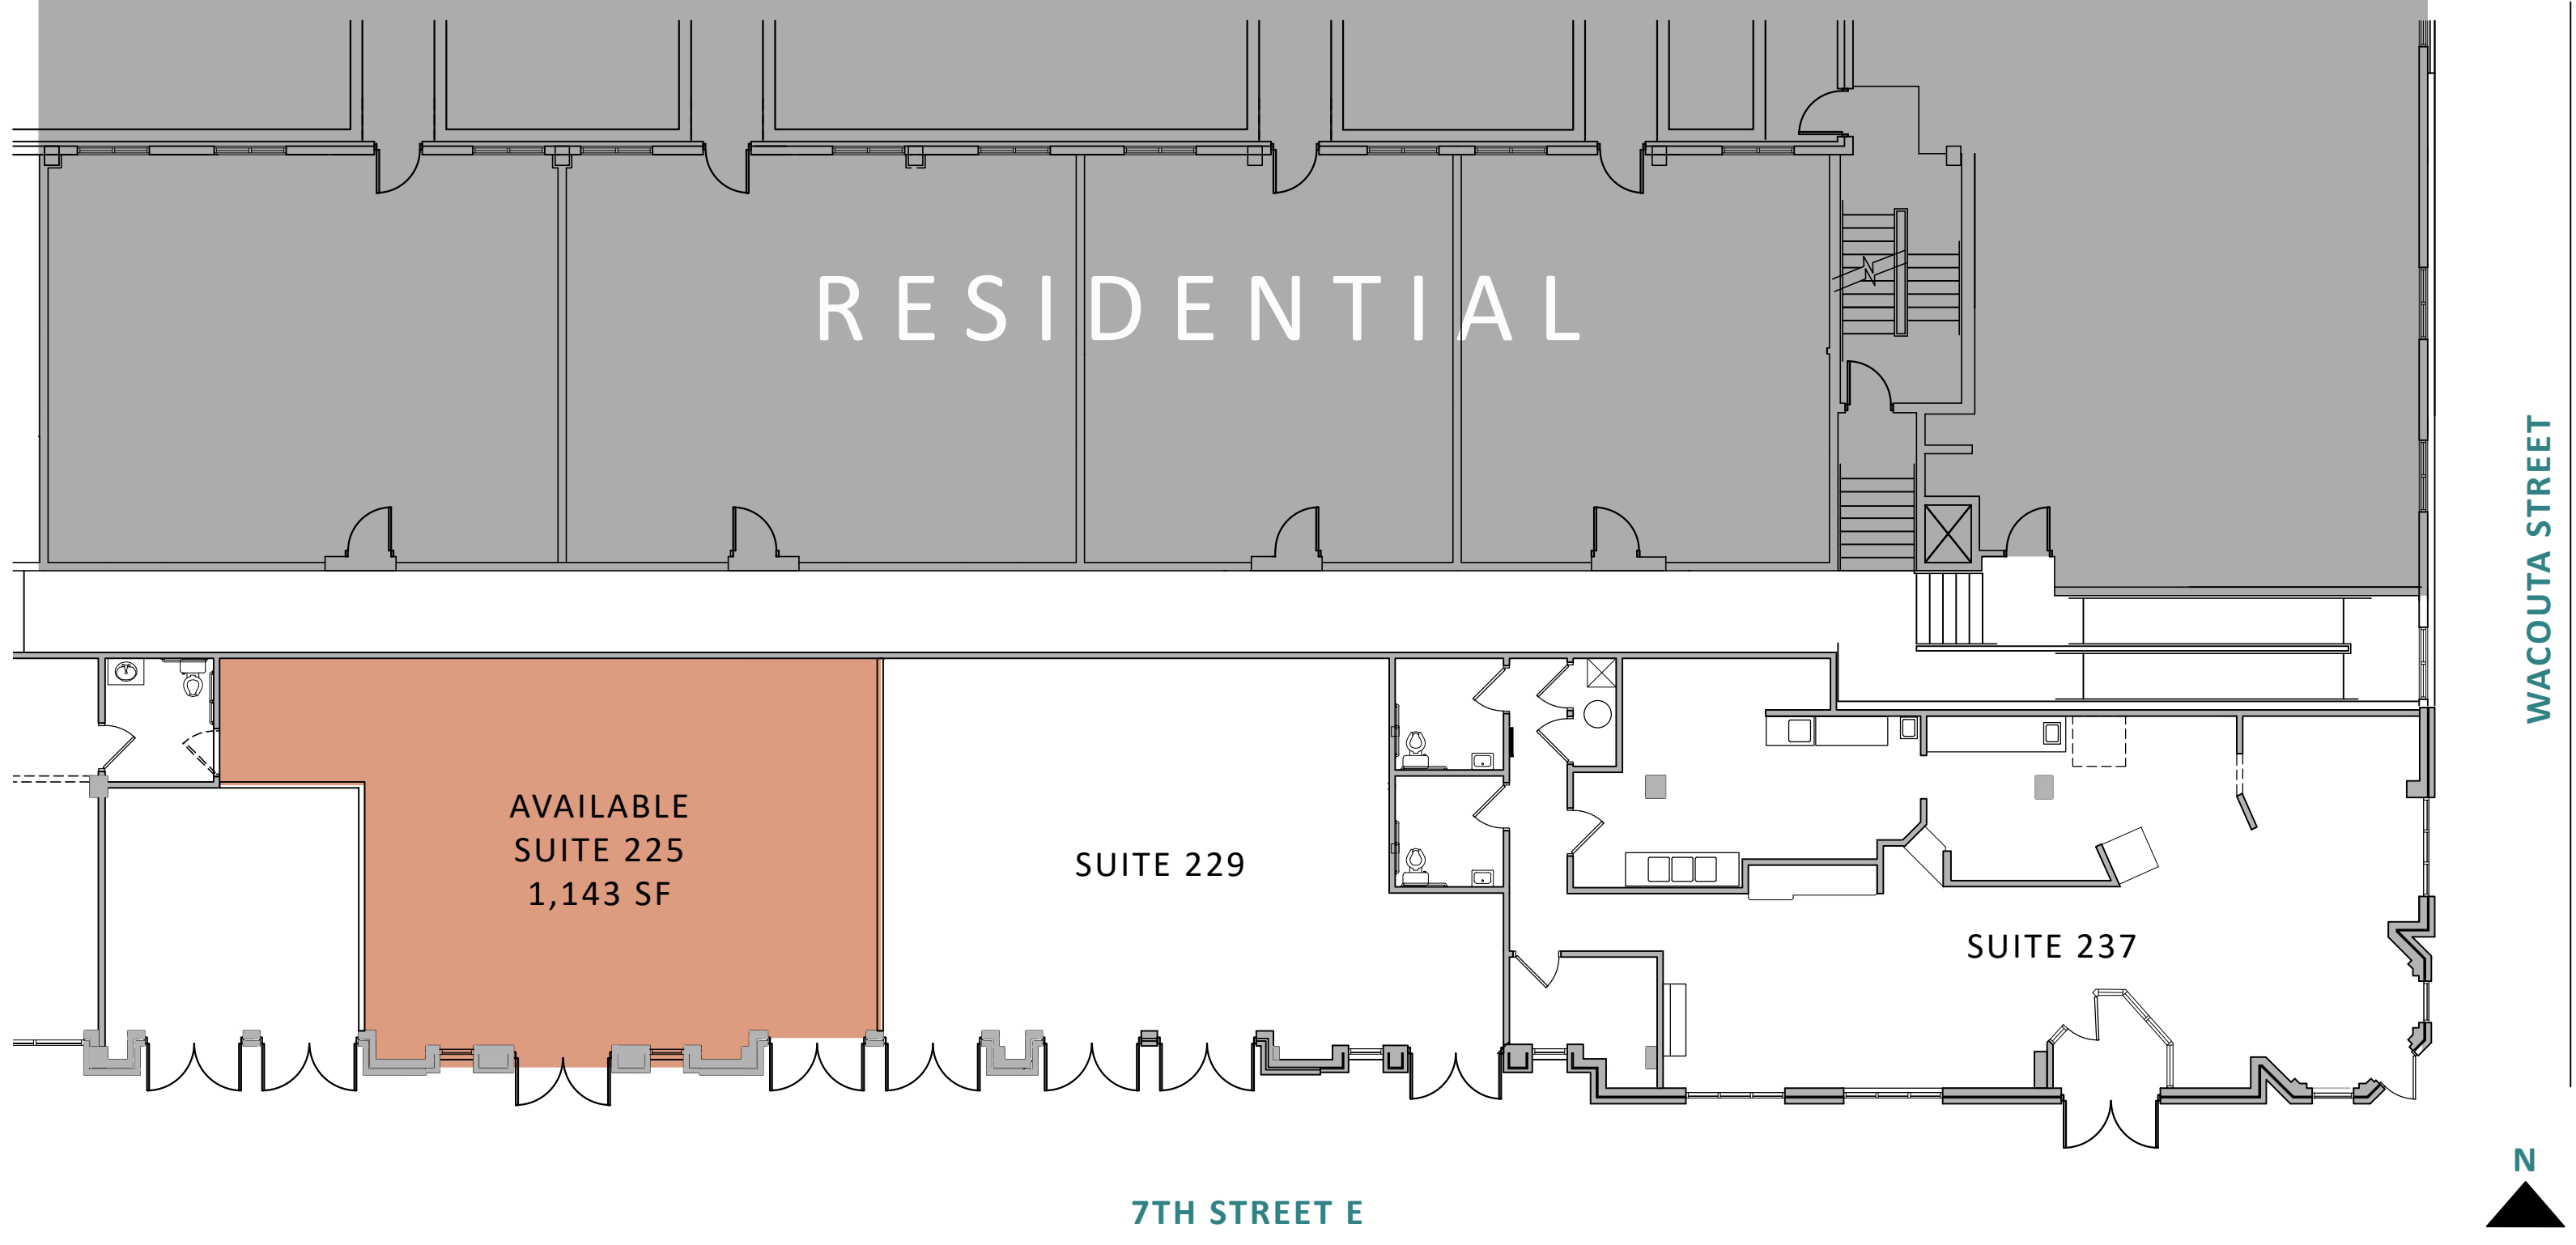 RESIDENTIAL
WACOUTA STREET
AVAILABLE
SUITE 225
1,143 SF
SUITE 229
SUITE 237
N
7TH STREET E